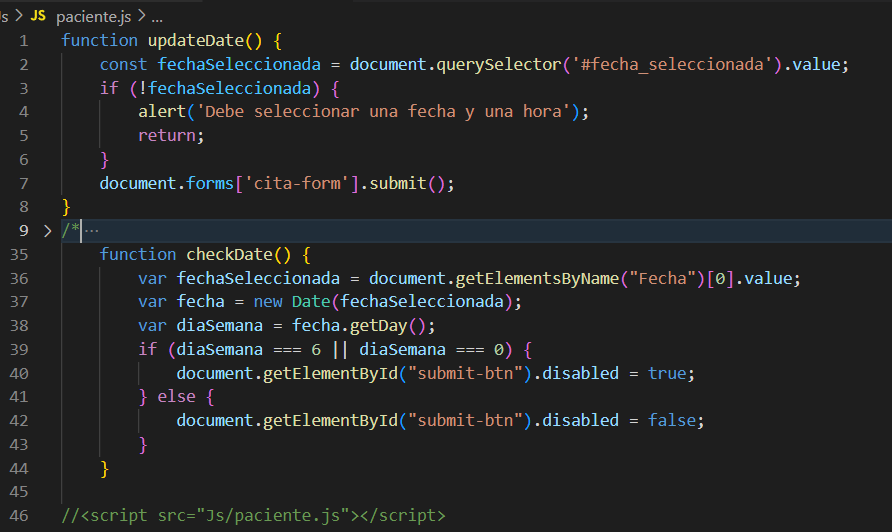 Js > JS paciente.js > ...
1 function updateDate() {
2 const fechaSeleccionada = document.querySelector('#fecha_seleccionada').value;
3 if (!fechaSeleccionada) {
4 alert('Debe seleccionar una fecha y una hora');
5 return;
6 }
7 document.forms['cita-form'].submit();
8 }
9 > /* ...
35 function checkDate() {
36 var fechaSeleccionada = document.getElementsByName("Fecha")[0].value;
37 var fecha = new Date(fechaSeleccionada);
38 var diaSemana = fecha.getDay();
39 if (diaSemana === 6 || diaSemana === 0) {
40 document.getElementById("submit-btn").disabled = true;
41 } else {
42 document.getElementById("submit-btn").disabled = false;
43 }
44 }
45
46 //<script src="Js/paciente.js"></script>